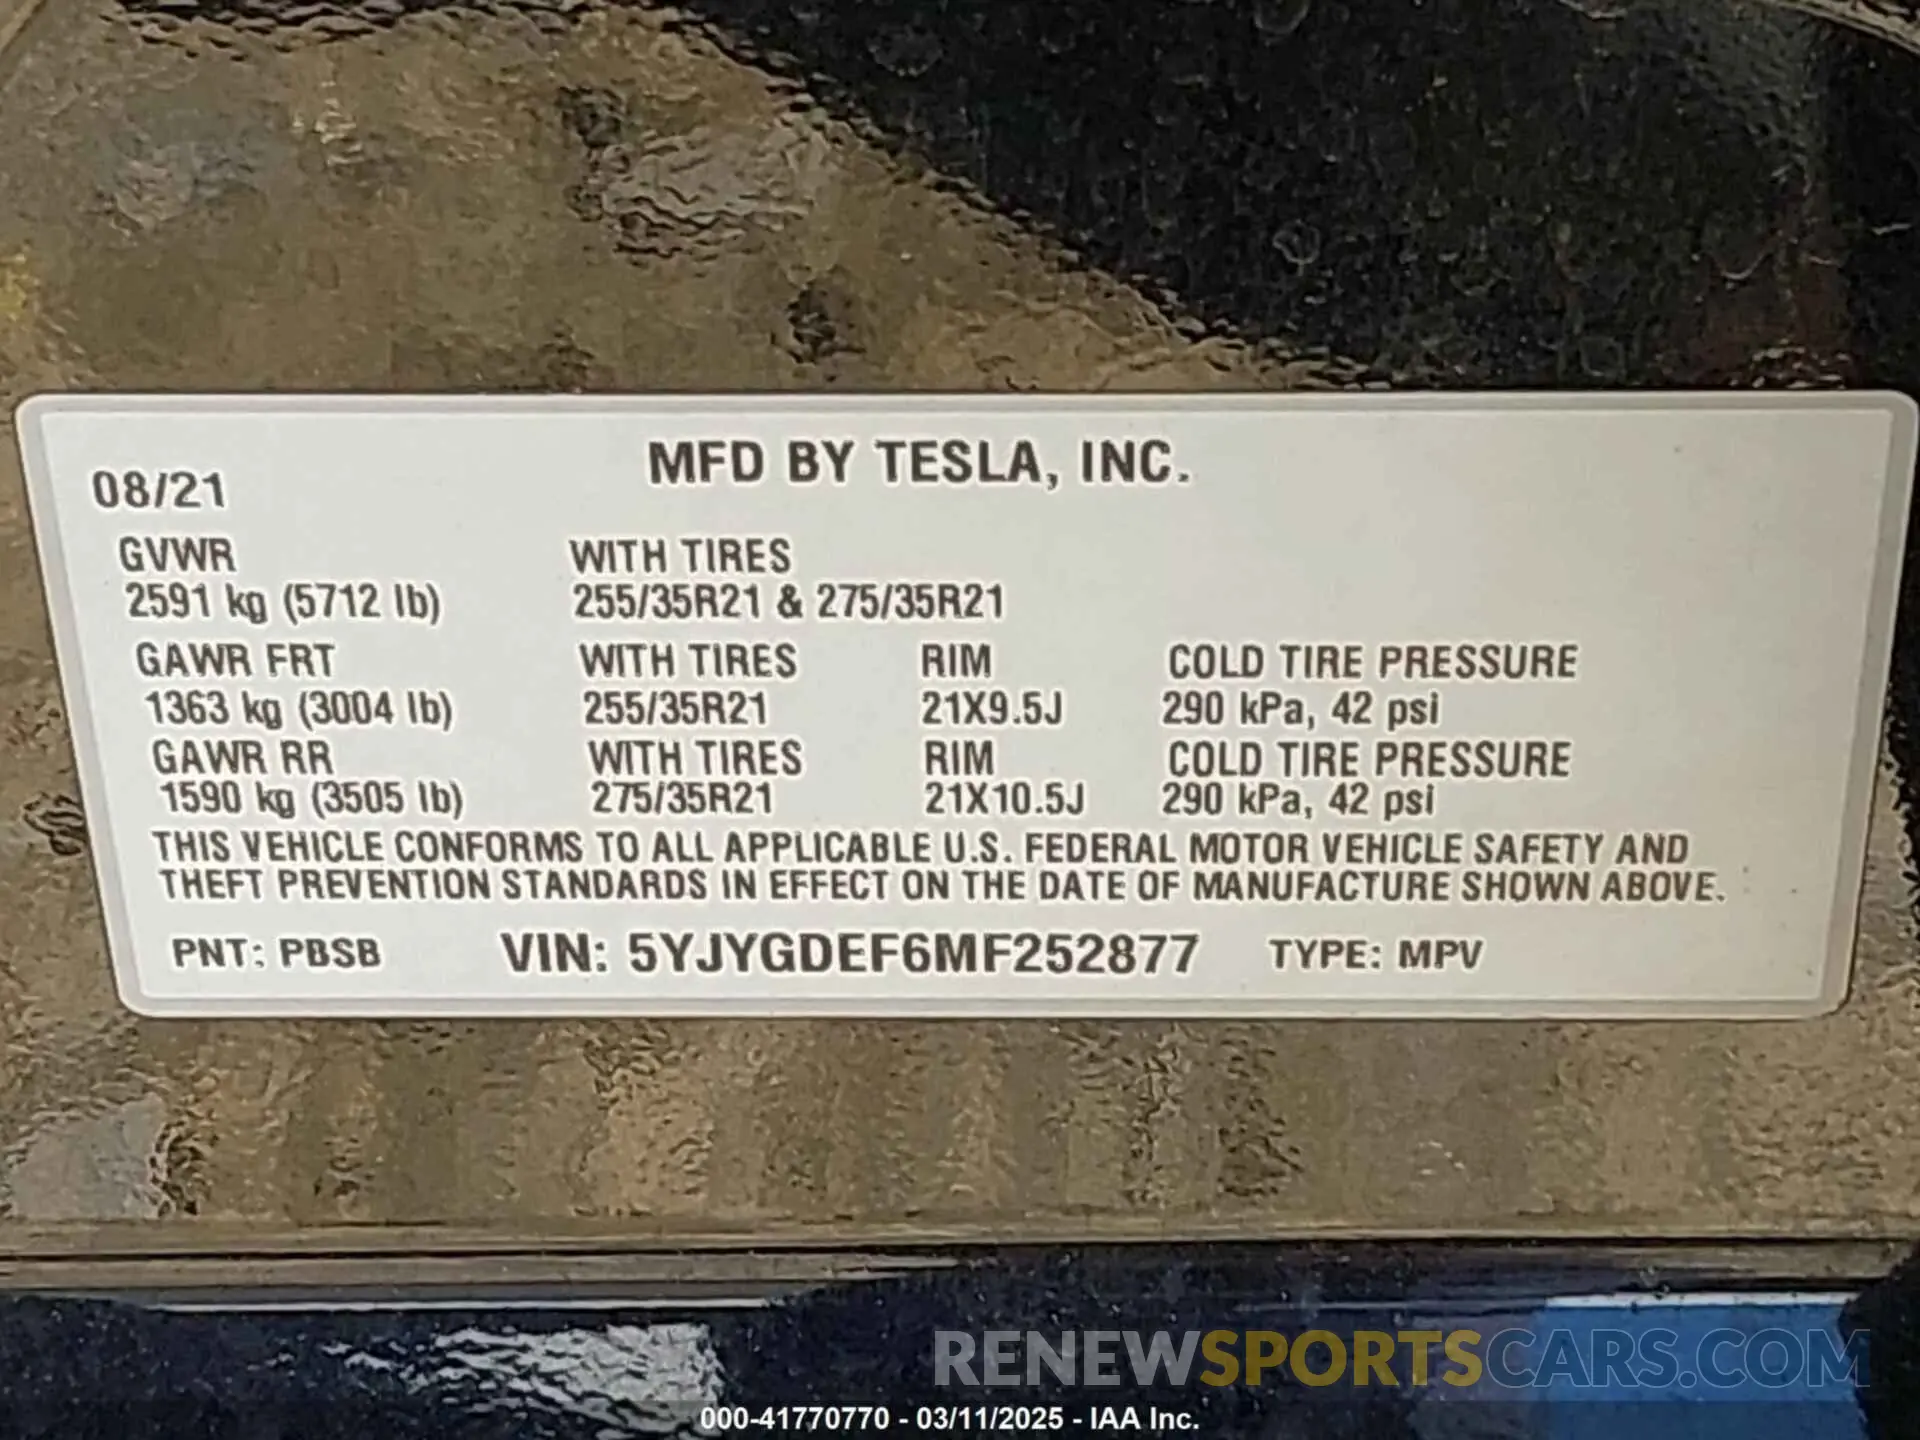 MFD BY TESLA, INC.
08/21
GVWR WITH TIRES
2591 kg (5712 lb) 255/35R21 & 275/35R21
GAWR FRT WITH TIRES RIM COLD TIRE PRESSURE
1363 kg (3004 lb) 255/35R21 21X9.5J 290 kPa, 42 psi
GAWR RR WITH TIRES RIM COLD TIRE PRESSURE
1590 kg (3505 lb) 275/35R21 21X10.5J 290 kPa, 42 psi
THIS VEHICLE CONFORMS TO ALL APPLICABLE U.S. FEDERAL MOTOR VEHICLE SAFETY AND
THEFT PREVENTION STANDARDS IN EFFECT ON THE DATE OF MANUFACTURE SHOWN ABOVE.
PNT: PBSB VIN: 5YJYGDEF6MF252877 TYPE: MPV
RENEWSPORTSCARS.COM
000-41770770 - 03/11/2025 - IAA Inc.